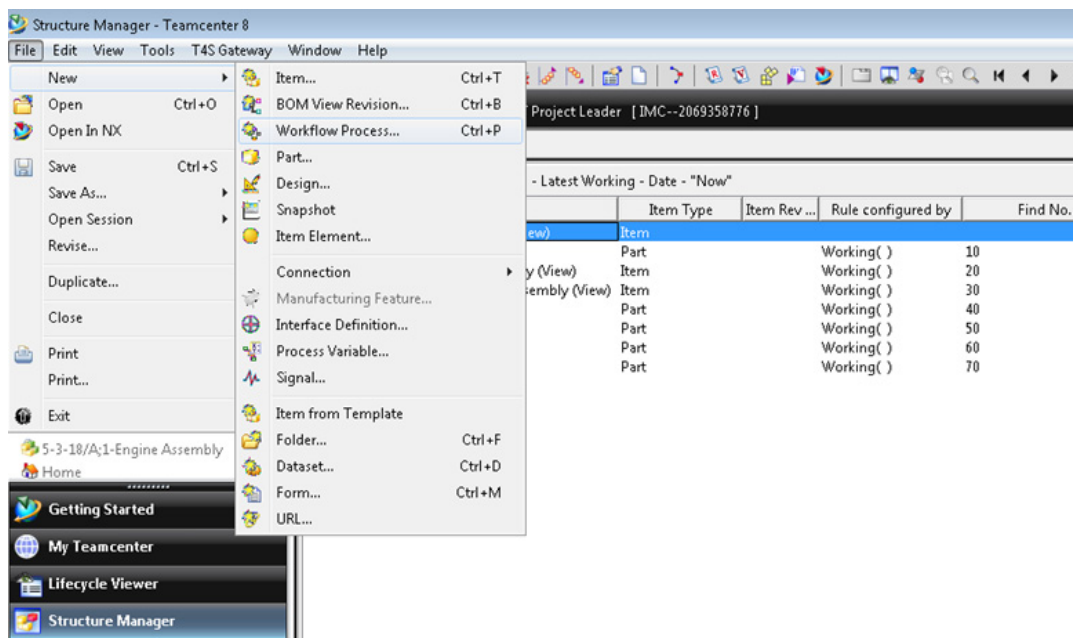 Structure Manager - Teamcenter 8
File Edit View Tools T4S Gateway Window Help
New
Open Ctrl+O
Open In NX
Save Ctrl+S
Save As...
Open Session
Revise...
Duplicate...
Close
Print
Print...
Exit
5-3-18/A;1-Engine Assembly
Home
Getting Started
My Teamcenter
Lifecycle Viewer
Structure Manager
Item... Ctrl+T
BOM View Revision... Ctrl+B
Workflow Process... Ctrl+P
Part...
Design...
Snapshot
Item Element...
Connection
Manufacturing Feature...
Interface Definition...
Process Variable...
Signal...
Item from Template
Folder... Ctrl+F
Dataset... Ctrl+D
Form... Ctrl+M
URL...
Project Leader [ IMC--2069358776 ]
- Latest Working - Date - "Now"
Item Type Item Rev ... Rule configured by Find No.
Item
Part Working( ) 10
(View) Item Working( ) 20
(View) Item Working( ) 30
Part Working( ) 40
Part Working( ) 50
Part Working( ) 60
Part Working( ) 70